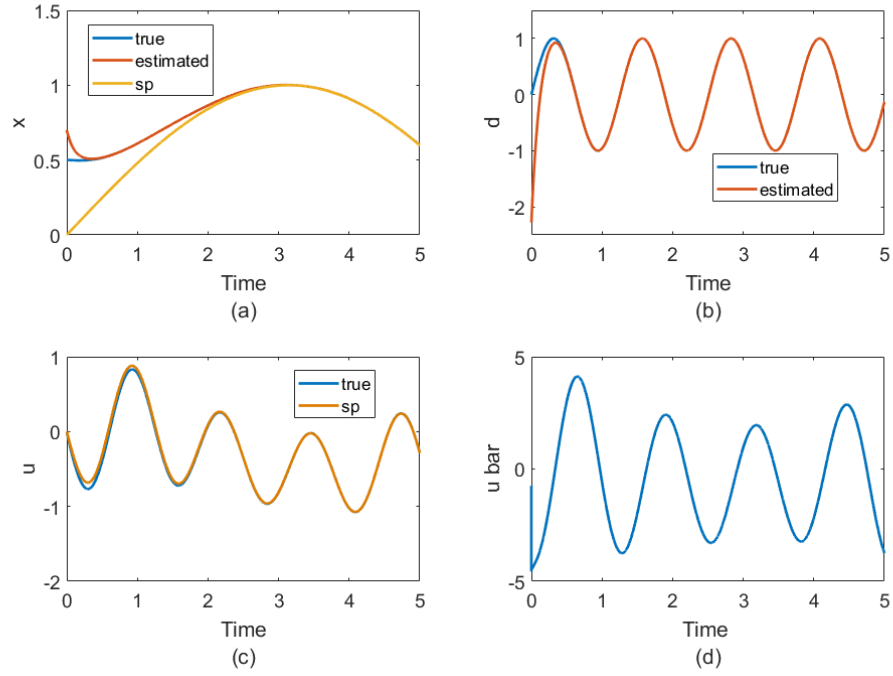 1.5
1
0.5
0
x
true
estimated
sp
0 1 2 3 4 5
Time
(a)
1
0
-1
-2
d
true
estimated
0 1 2 3 4 5
Time
(b)
1
0
-1
-2
u
true
sp
0 1 2 3 4 5
Time
(c)
5
0
-5
u bar
0 1 2 3 4 5
Time
(d)